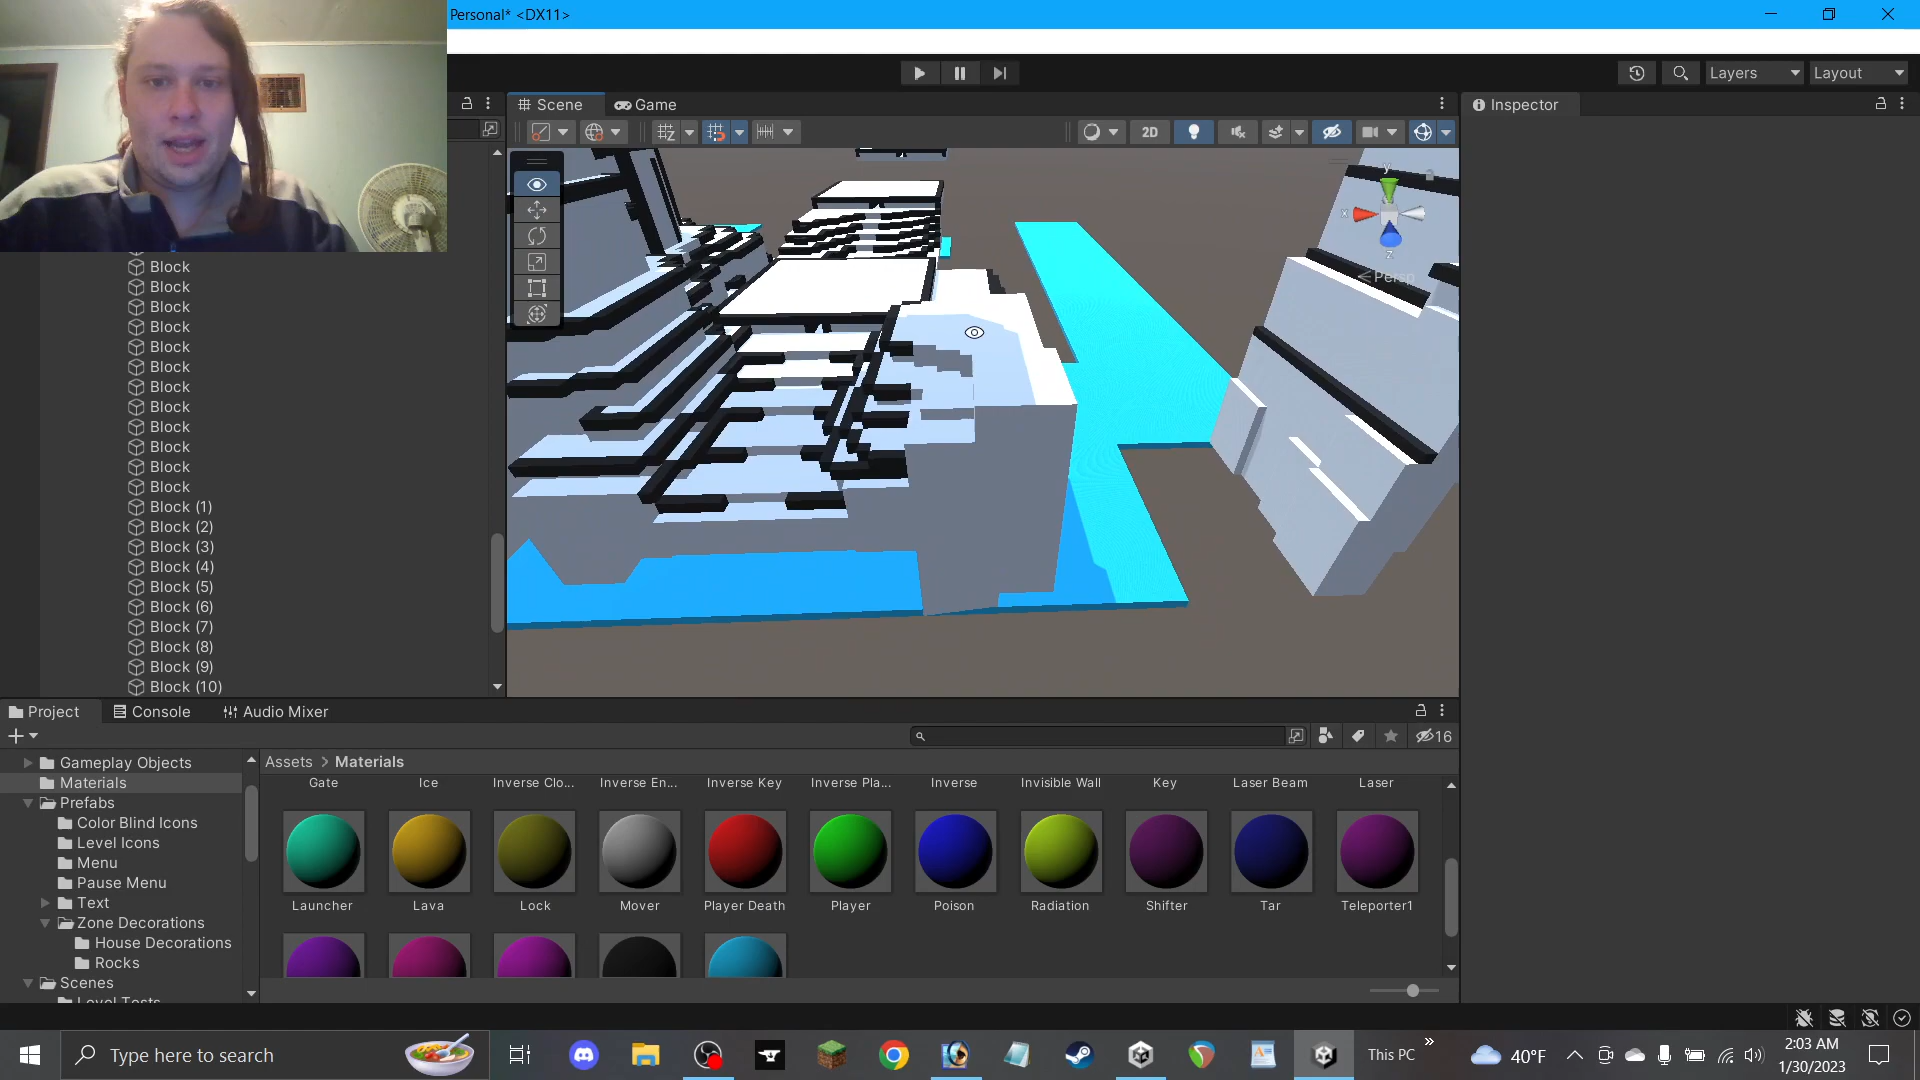 Personal* <DX11>
Layers
Layout
Scene
Game
Inspector
2D
y
x
z
Persp
Block
Block
Block
Block
Block
Block
Block
Block
Block
Block
Block
Block
Block (1)
Block (2)
Block (3)
Block (4)
Block (5)
Block (6)
Block (7)
Block (8)
Block (9)
Block (10)
Project
Console
Audio Mixer
16
Gameplay Objects
Materials
Prefabs
Color Blind Icons
Level Icons
Menu
Pause Menu
Text
Zone Decorations
House Decorations
Rocks
Scenes
Level Tests
Assets > Materials
Gate
Ice
Inverse Clo...
Inverse En...
Inverse Key
Inverse Pla...
Inverse
Invisible Wall
Key
Laser Beam
Laser
Launcher
Lava
Lock
Mover
Player Death
Player
Poison
Radiation
Shifter
Tar
Teleporter1
Type here to search
This PC
40°F
2:03 AM
1/30/2023